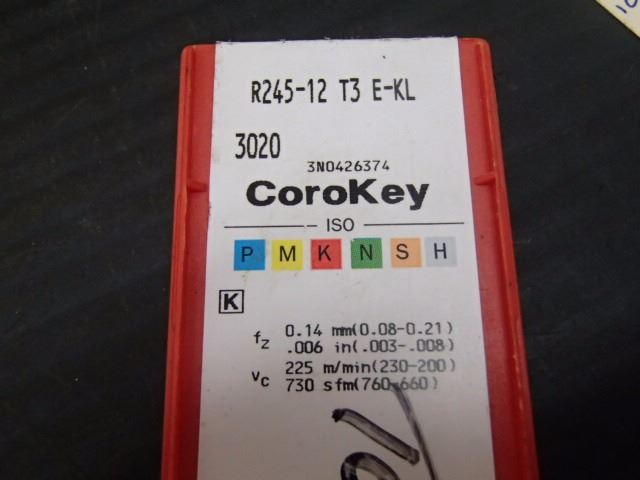 R245-12 T3 E-KL
3020
3N0426374
CoroKey
ISO
P M K N S H
K
fz 0.14 mm(0.08-0.21)
.006 in(.003-.008)
vc 225 m/min(230-200)
730 sfm(760-660)